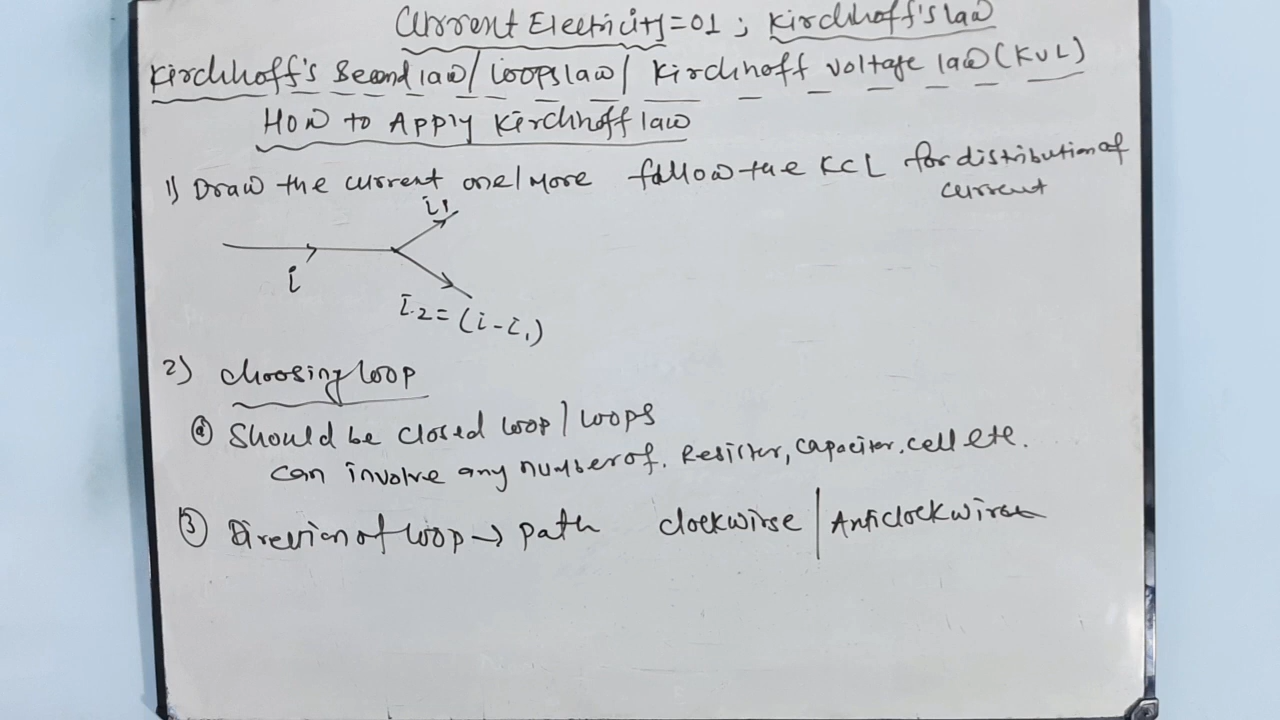 Current Electricity=01; Kirchhoff's law
Kirchhoff's Second law/loops law/ Kirchhoff voltage law (KVL)
How to Apply Kirchhoff law
1) Draw the current one/More follow the KCL for distribution of
current
i1
i
i2=(i-i1)
2) choosing loop
ⓐ Should be closed loop/loops
can involve any number of. Resistor, capacitor, cell etc.
③ Direction of loop → path clockwise | Anticlockwise